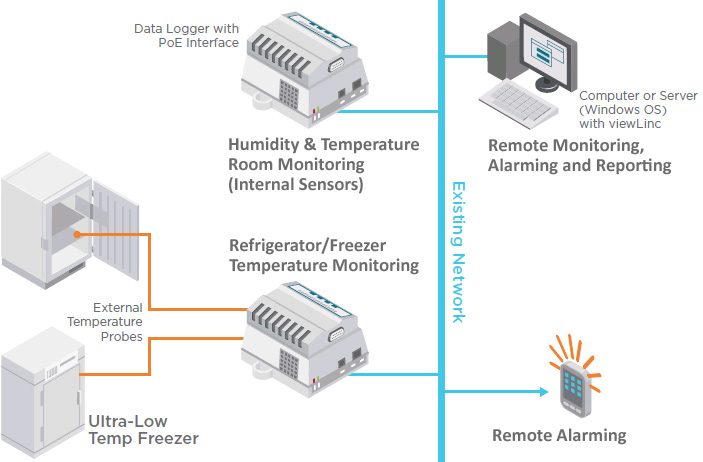 Data Logger with
PoE Interface
Humidity & Temperature
Room Monitoring
(Internal Sensors)
Computer or Server
(Windows OS)
with viewLinc
Remote Monitoring,
Alarming and Reporting
Existing Network
Refrigerator/Freezer
Temperature Monitoring
External
Temperature
Probes
Ultra-Low
Temp Freezer
Remote Alarming